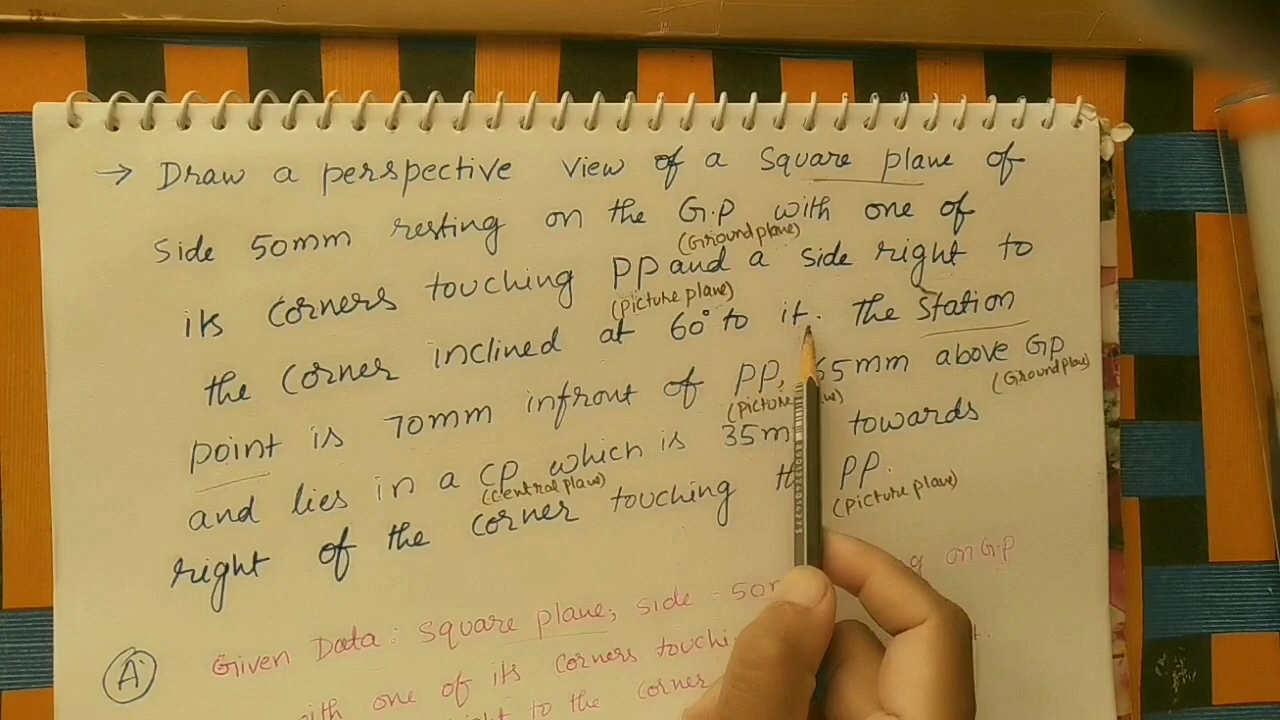 → Draw a perspective view of a square plane of
side 50mm resting on the G.P with one of
(Ground plane)
its corners touching PP and a side right to
(picture plane)
the corner inclined at 60° to it. The station
point is 70mm infront of PP, 65mm above GP
(picture plane) (Ground plane)
and lies in a CP which is 35m towards
(central plane)
right of the corner touching the PP.
(picture plane)
Given Data: square plane, side = 50 on G.P
A with one of its corners
to the corner